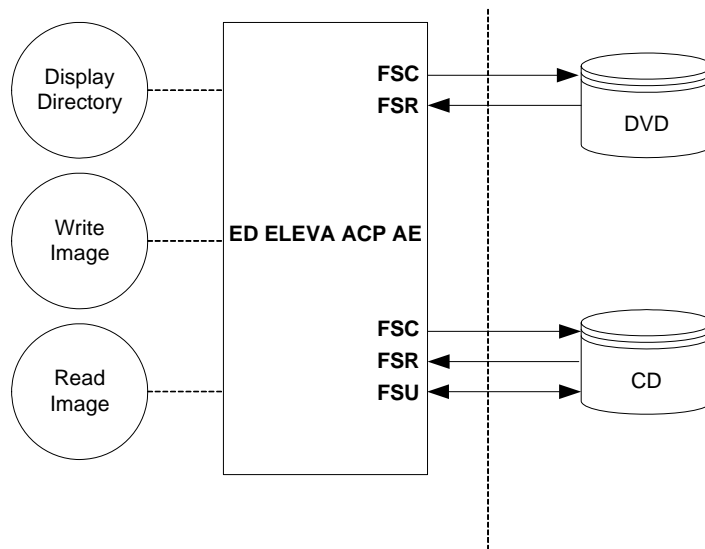 Display
Directory
Write
Image
Read
Image
ED ELEVA ACP AE
FSC
FSR
DVD
FSC
FSR
FSU
CD